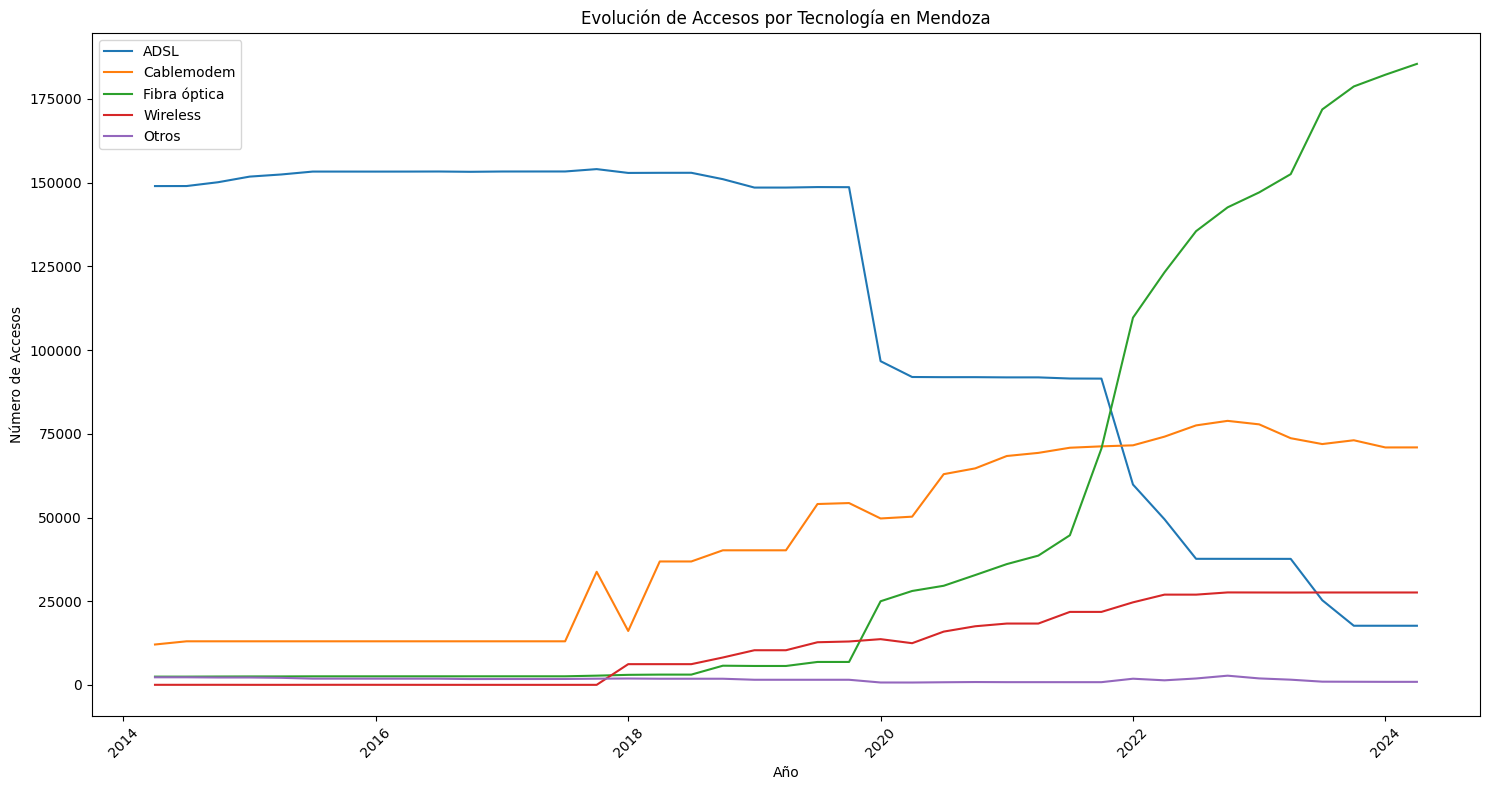 Evolución de Accesos por Tecnología en Mendoza
ADSL
Cablemodem
Fibra óptica
Wireless
Otros
175000
150000
125000
100000
75000
50000
25000
0
Número de Accesos
2014
2016
2018
2020
2022
2024
Año